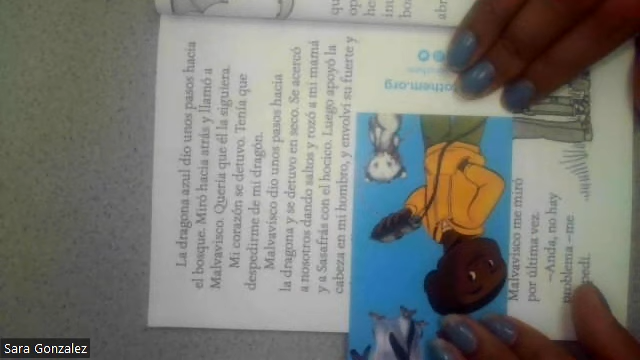 La dragona azul dio unos pasos hacia
el bosque. Miró hacia atrás y llamó a
Malvavisco. Quería que él la siguiera.
Mi corazón se detuvo. Tenía que
despedirme de mi dragón.
Malvavisco dio unos pasos hacia
la dragona y se detuvo en seco. Se acercó
a nosotros dando saltos y rozó a mi mamá
y a Sasafrás con el hocico. Luego apoyó la
cabeza en mi hombro, y envolví su fuerte y
Malvavisco me miró
por última vez.
—Anda, no hay
problema —me
pedí.
othem.org
Sara Gonzalez